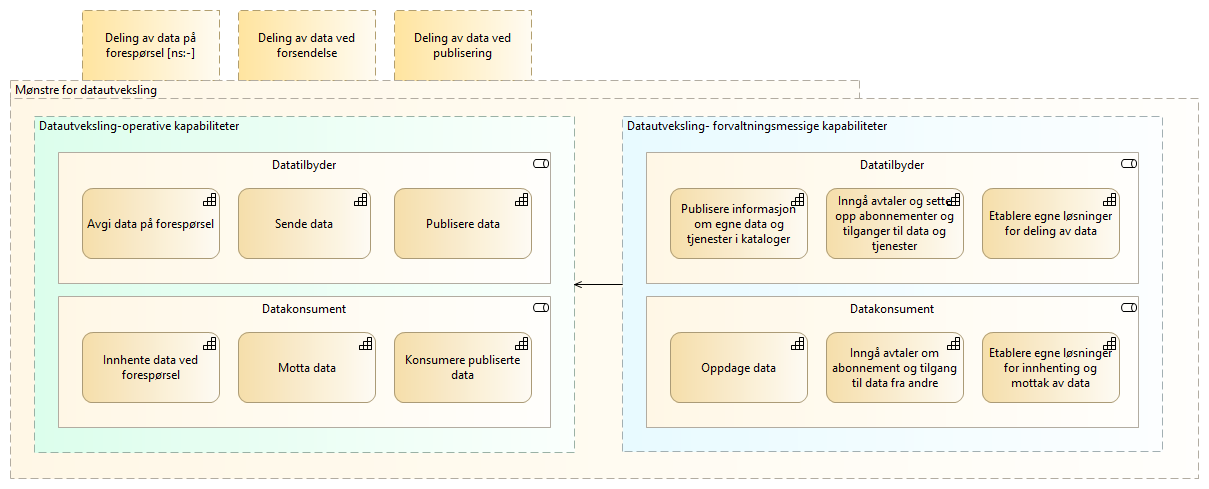 Deling av data på
forespørsel [ns:-]
Deling av data ved
forsendelse
Deling av data ved
publisering
Mønstre for datautveksling
Datautveksling-operative kapabiliteter
Datatilbyder
Avgi data på forespørsel
Sende data
Publisere data
Datakonsument
Innhente data ved
forespørsel
Motta data
Konsumere publiserte
data
Datautveksling- forvaltningsmessige kapabiliteter
Datatilbyder
Publisere informasjon
om egne data og
tjenester i kataloger
Inngå avtaler og sette
opp abonnementer og
tilganger til data og
tjenester
Etablere egne løsninger
for deling av data
Datakonsument
Oppdage data
Inngå avtaler om
abonnement og tilgang
til data fra andre
Etablere egne løsninger
for innhenting og
mottak av data